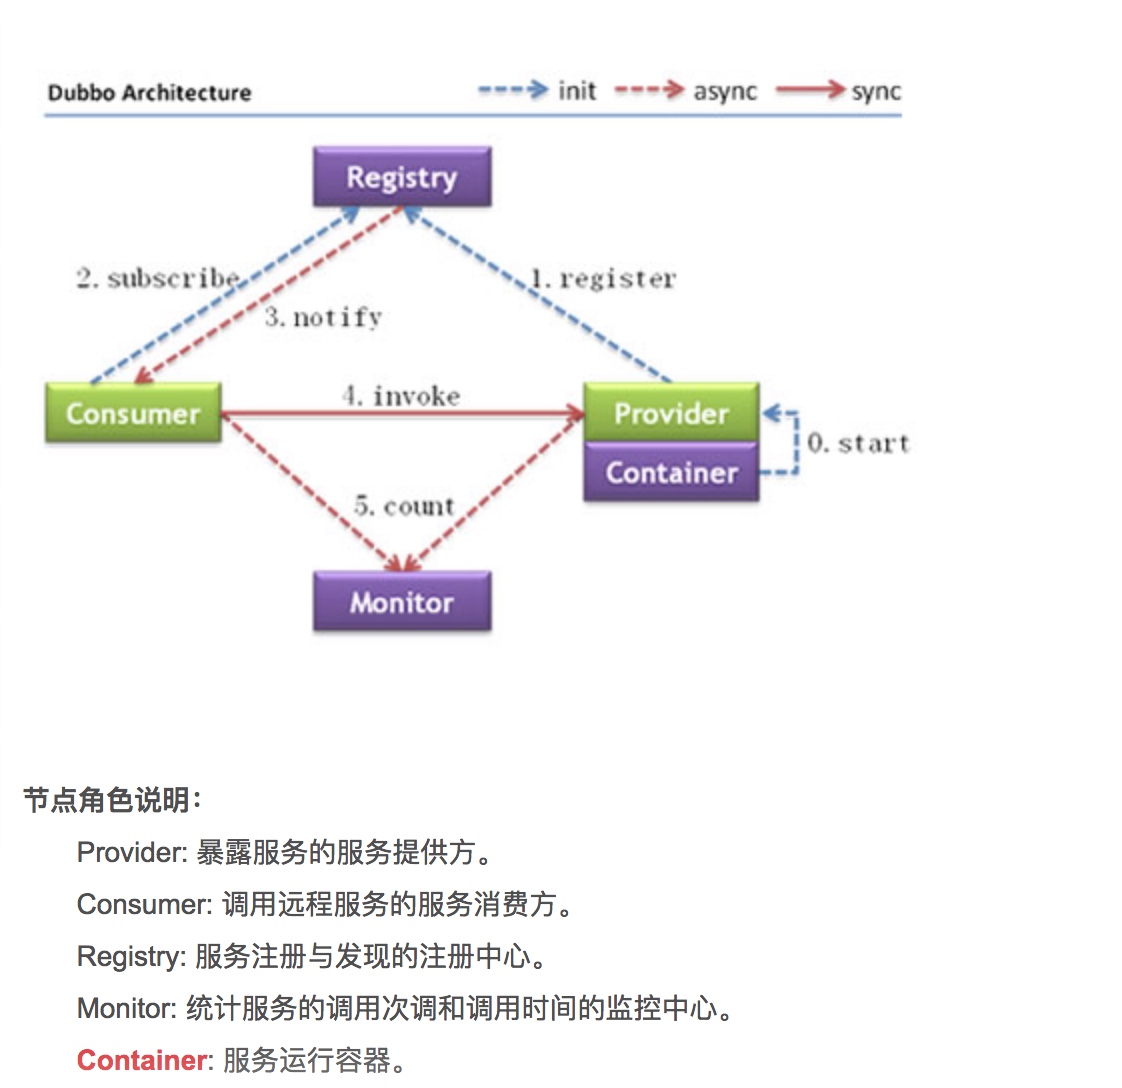 Dubbo Architecture
init
async
sync
Registry
2. subscribe
1. register
3. notify
4. invoke
Consumer
Provider
0. start
Container
5. count
Monitor
节点角色说明：
Provider: 暴露服务的服务提供方。
Consumer: 调用远程服务的服务消费方。
Registry: 服务注册与发现的注册中心。
Monitor: 统计服务的调用次调和调用时间的监控中心。
Container: 服务运行容器。